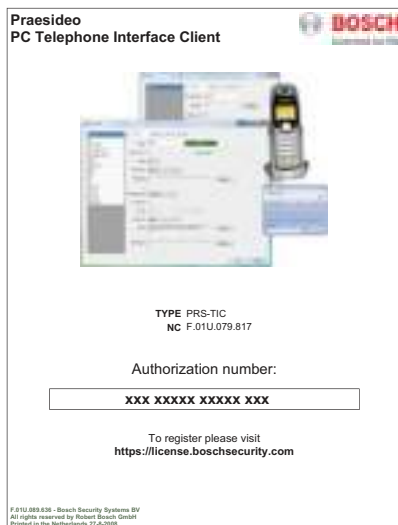 Praesideo
PC Telephone Interface Client
BOSCH
TYPE PRS-TIC
NC F.01U.079.817
Authorization number:
xxx xxxxx xxxxx xxx
To register please visit
https://license.boschsecurity.com
F.01U.089.636 - Bosch Security Systems BV
All rights reserved by Robert Bosch GmbH
Printed in the Netherlands 27-8-2008